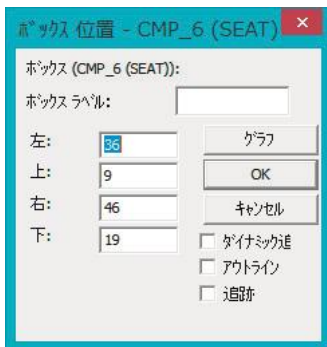 ボックス 位置 - CMP_6 (SEAT)
ボックス (CMP_6 (SEAT)):
ボックス ラベル:
左: 36
グラフ
上: 9
OK
右: 46
キャンセル
下: 19
ダイナミック追
アウトライン
追跡